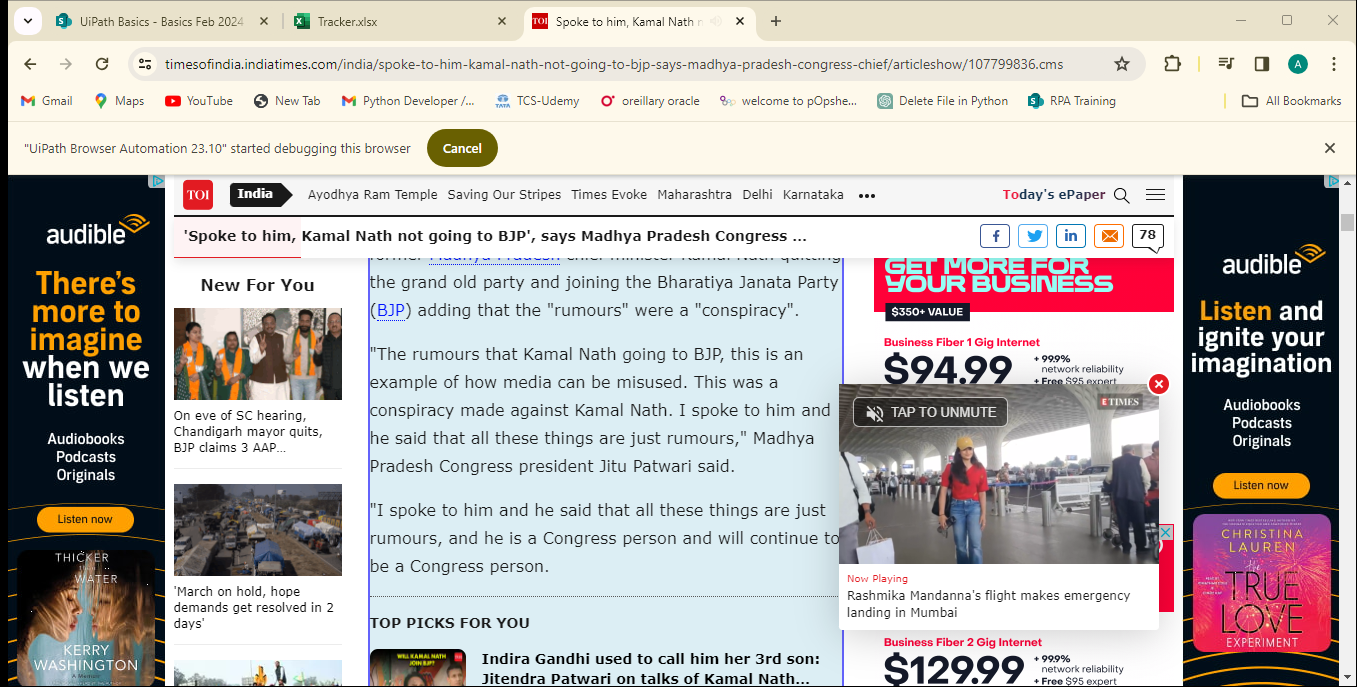 UiPath Basics - Basics Feb 2024
Tracker.xlsx
TOI
Spoke to him, Kamal Nath n
timesofindia.indiatimes.com/india/spoke-to-him-kamal-nath-not-going-to-bjp-says-madhya-pradesh-congress-chief/articleshow/107799836.cms
A
Gmail
Maps
YouTube
New Tab
Python Developer /...
TATA
TCS-Udemy
oreillary oracle
welcome to pOpshe...
Delete File in Python
RPA Training
All Bookmarks
"UiPath Browser Automation 23.10" started debugging this browser
Cancel
audible
There's
more to
imagine
when we
listen
Audiobooks
Podcasts
Originals
Listen now
THICKER
THAN
WATER
KERRY
WASHINGTON
A Memoir
TOI
India
Ayodhya Ram Temple
Saving Our Stripes
Times Evoke
Maharashtra
Delhi
Karnataka
•••
Today's ePaper
'Spoke to him, Kamal Nath not going to BJP', says Madhya Pradesh Congress ...
f
in
78
New For You
On eve of SC hearing,
Chandigarh mayor quits,
BJP claims 3 AAP...
'March on hold, hope
demands get resolved in 2
days'
former Madhya Pradesh chief minister Kamal Nath quitting
the grand old party and joining the Bharatiya Janata Party
(BJP) adding that the "rumours" were a "conspiracy".
"The rumours that Kamal Nath going to BJP, this is an
example of how media can be misused. This was a
conspiracy made against Kamal Nath. I spoke to him and
he said that all these things are just rumours," Madhya
Pradesh Congress president Jitu Patwari said.
"I spoke to him and he said that all these things are just
rumours, and he is a Congress person and will continue to
be a Congress person.
TOP PICKS FOR YOU
WILL KAMAL NATH
JOIN BJP?
Indira Gandhi used to call him her 3rd son:
Jitendra Patwari on talks of Kamal Nath...
GET MORE FOR
YOUR BUSINESS
$350+ VALUE
Business Fiber 1 Gig Internet
$94.99
+ 99.9%
network reliability
+ Free $95 expert
TAP TO UNMUTE
ETIMES
Now Playing
Rashmika Mandanna's flight makes emergency
landing in Mumbai
Business Fiber 2 Gig Internet
$129.99
+ 99.9%
network reliability
+ Free $95 expert
audible
Listen and
ignite your
imagination
Audiobooks
Podcasts
Originals
Listen now
CHRISTINA
LAUREN
the
TRUE
LOVE
EXPERIMENT